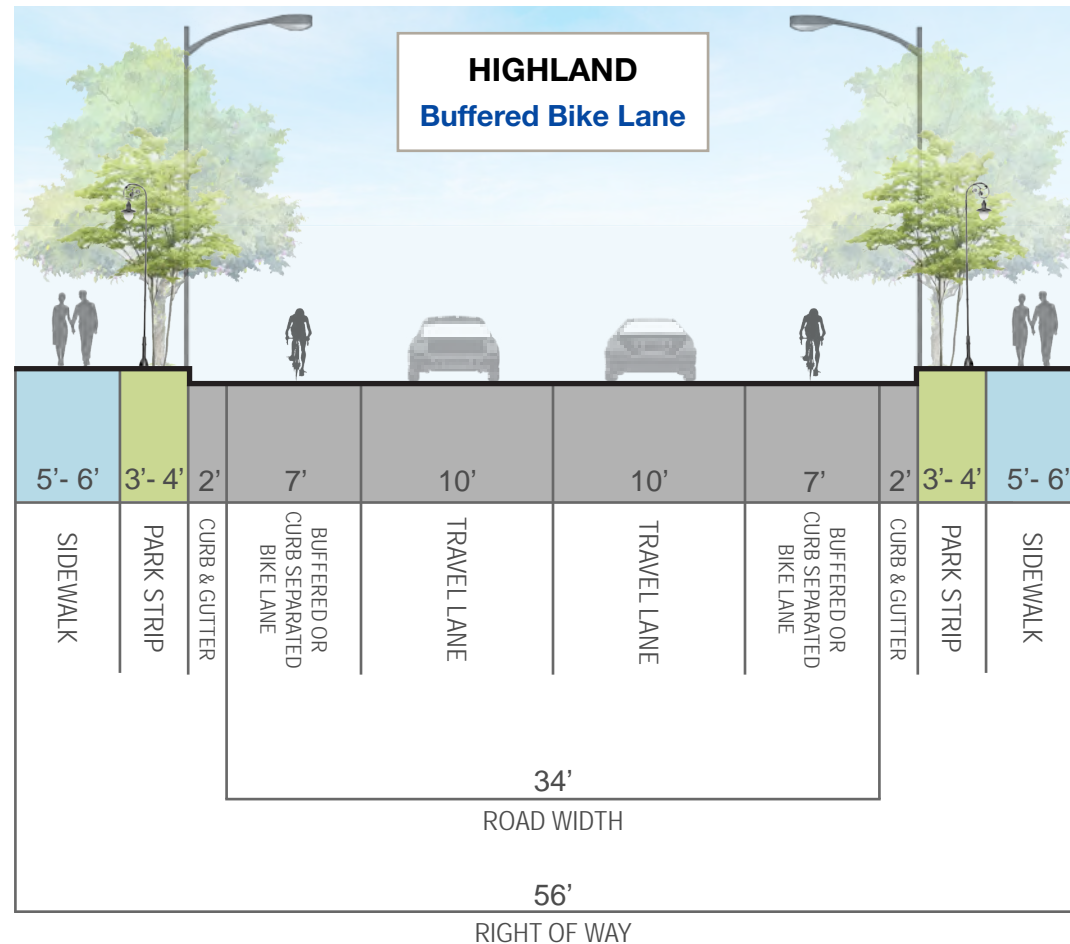 HIGHLAND
Buffered Bike Lane
5’- 6’
3’- 4’
2’
7’
10’
10’
7’
2’
3’- 4’
5’- 6’
SIDEWALK
PARK STRIP
CURB & GUTTER
BUFFERED OR
CURB SEPARATED
BIKE LANE
TRAVEL LANE
TRAVEL LANE
BUFFERED OR
CURB SEPARATED
BIKE LANE
CURB & GUTTER
PARK STRIP
SIDEWALK
34’
ROAD WIDTH
56’
RIGHT OF WAY